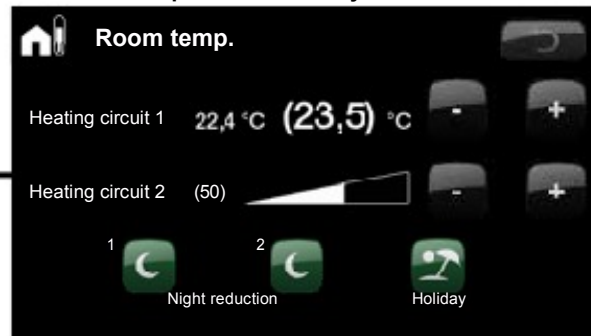 Room temp.
Heating circuit 1 22,4 °C (23,5) °C - +
Heating circuit 2 (50) - +
1 2
Night reduction Holiday